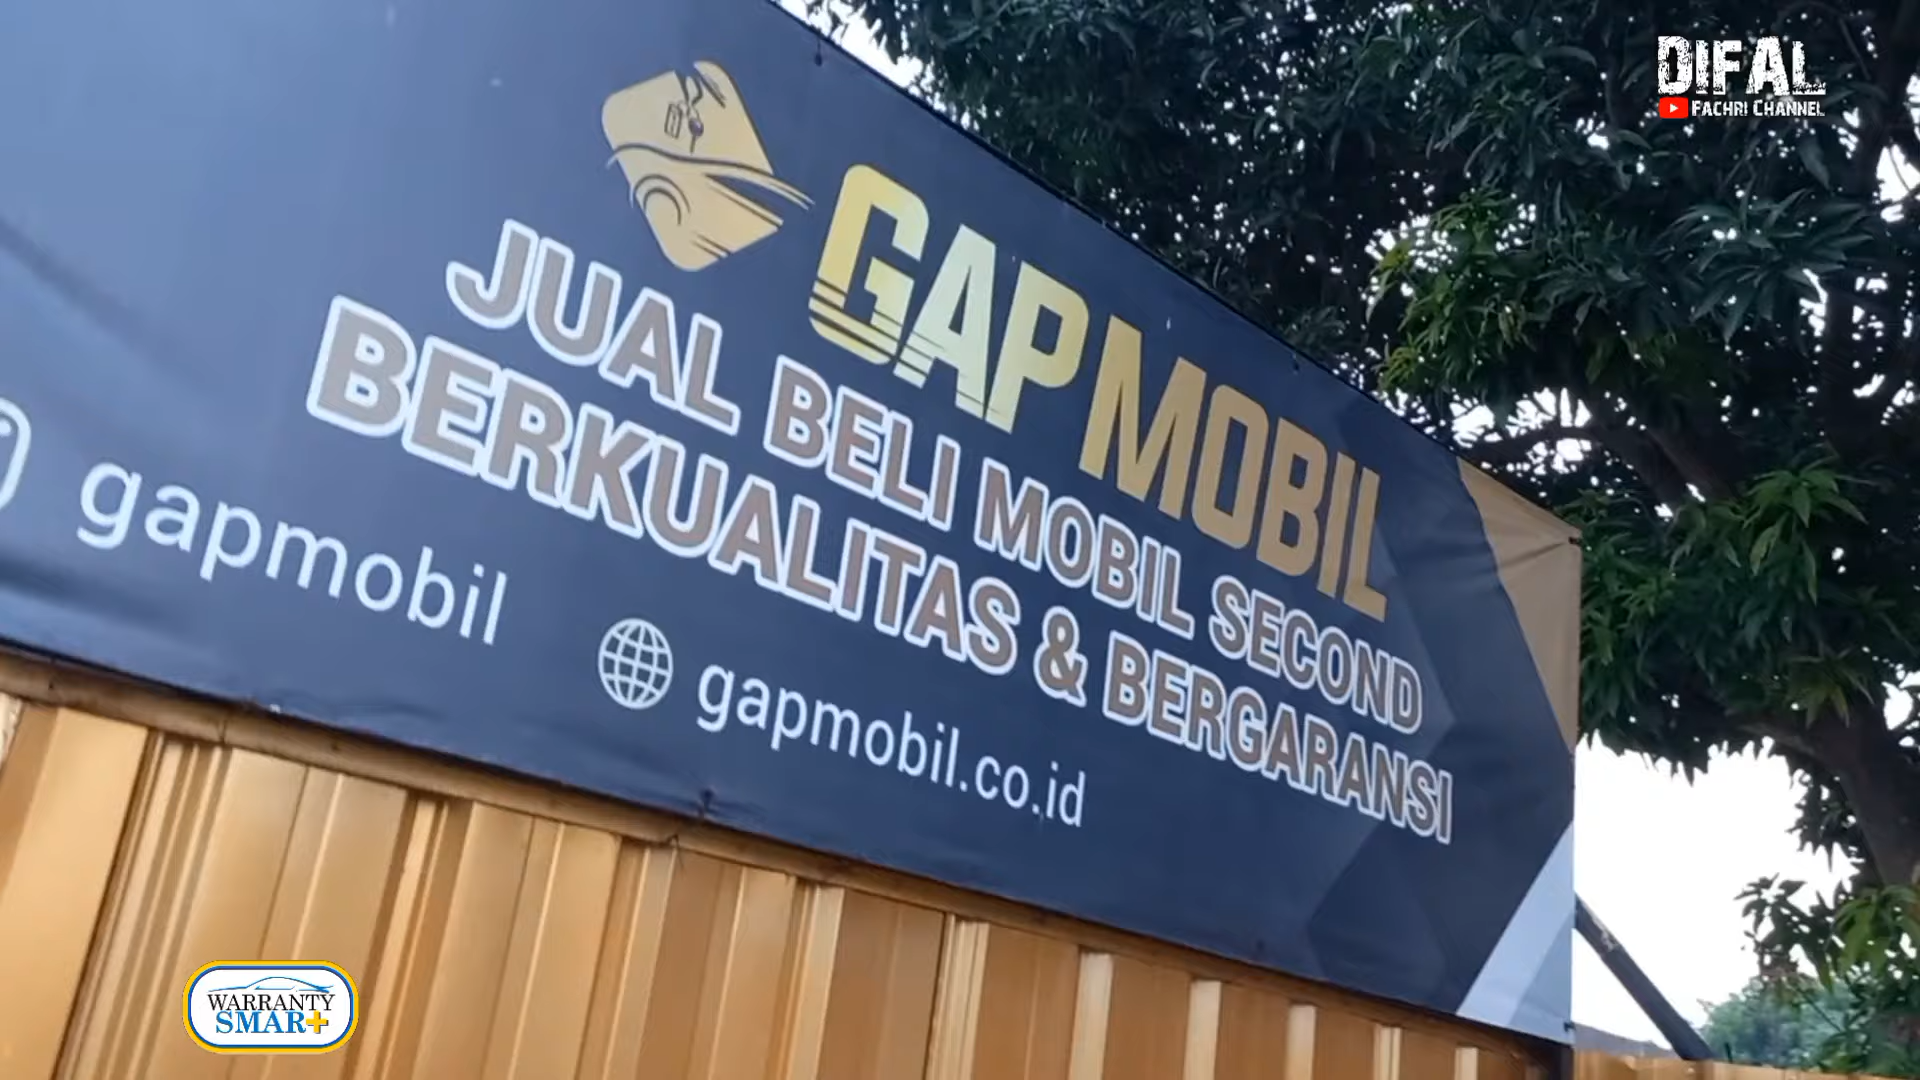 DIFAL
FACHRI CHANNEL
GAPMOBIL
JUAL BELI MOBIL SECOND
BERKUALITAS & BERGARANSI
gapmobil
gapmobil.co.id
WARRANTY
SMAR+